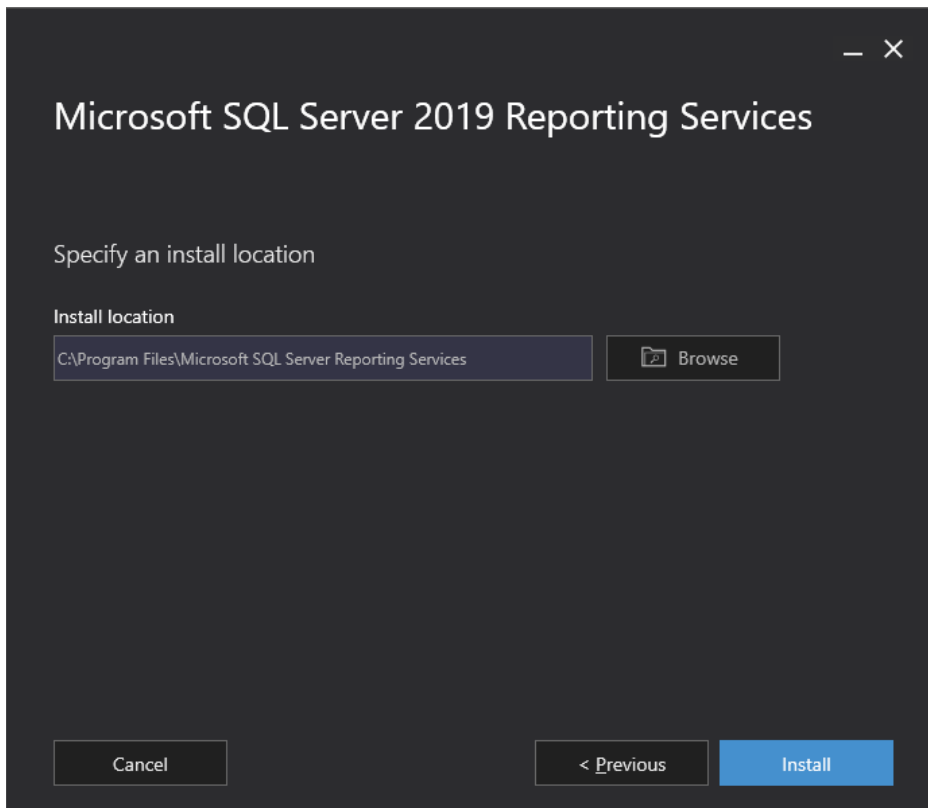 Microsoft SQL Server 2019 Reporting Services
Specify an install location
Install location
C:\Program Files\Microsoft SQL Server Reporting Services
Browse
Cancel
< Previous
Install